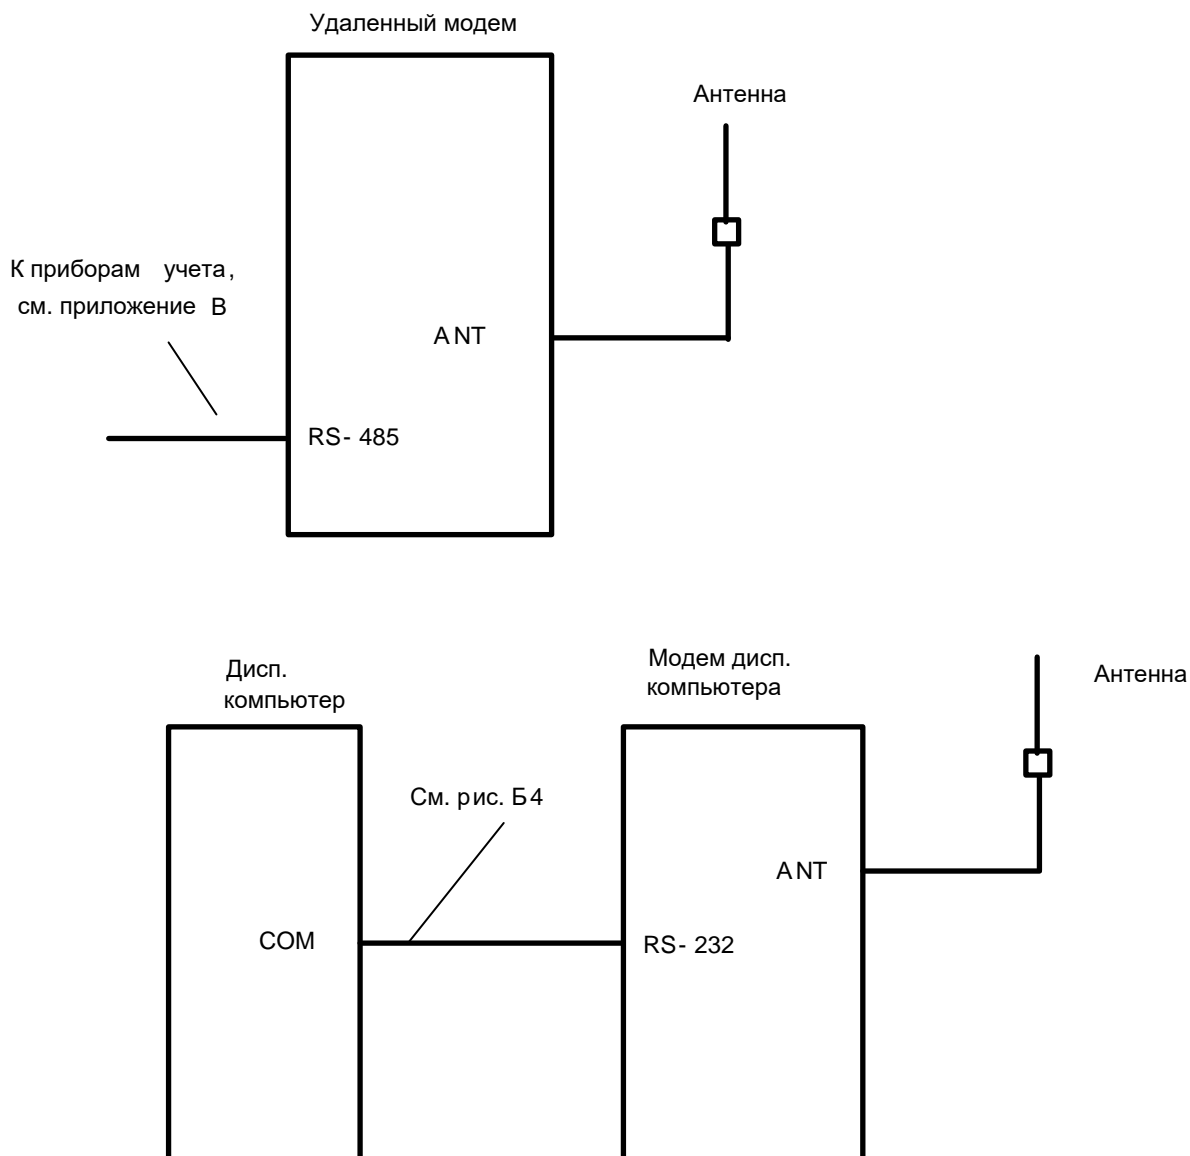 Удаленный модем
Антенна
К приборам учета,
см. приложение В
ANT
RS- 485
Дисп.
компьютер
Модем дисп.
компьютера
Антенна
См. рис. Б4
ANT
COM
RS- 232